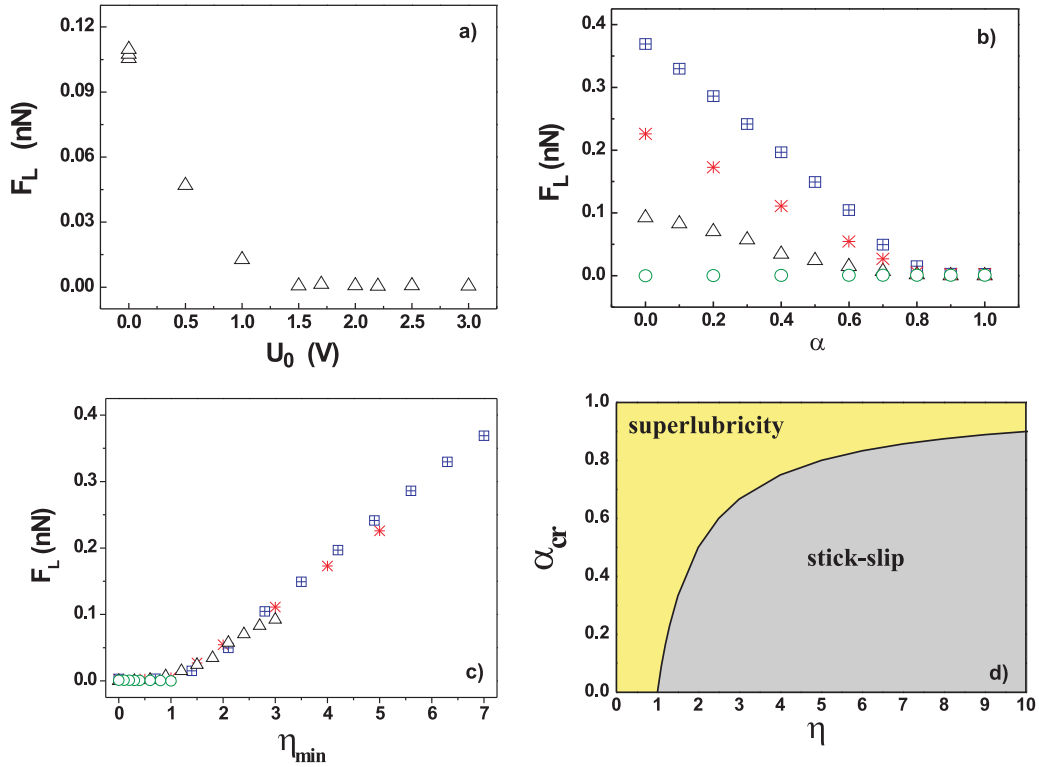 a)
0.12
0.09
0.06
0.03
0.00
F_L (nN)
0.0 0.5 1.0 1.5 2.0 2.5 3.0
U_0 (V)
b)
0.4
0.3
0.2
0.1
0.0
F_L (nN)
0.0 0.2 0.4 0.6 0.8 1.0
α
0.4
0.3
0.2
0.1
0.0
F_L (nN)
c)
0 1 2 3 4 5 6 7
η_min
1.0
0.8
0.6
0.4
0.2
0.0
α_cr
superlubricity
stick-slip
d)
0 1 2 3 4 5 6 7 8 9 10
η